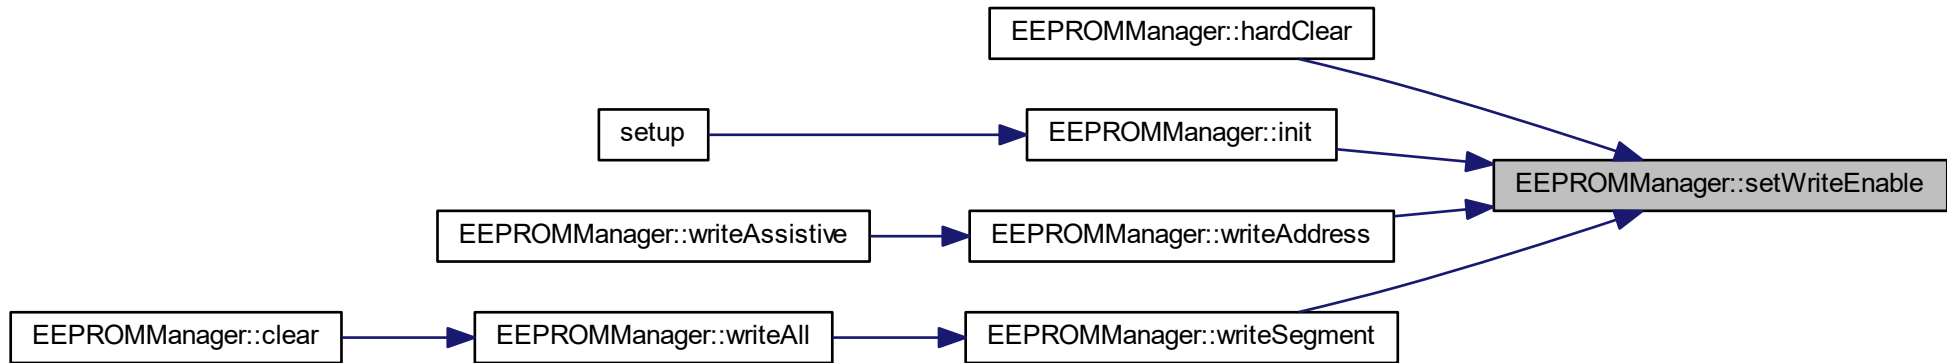 EEPROMManager::hardClear
setup
EEPROMManager::init
EEPROMManager::setWriteEnable
EEPROMManager::writeAssistive
EEPROMManager::writeAddress
EEPROMManager::clear
EEPROMManager::writeAll
EEPROMManager::writeSegment